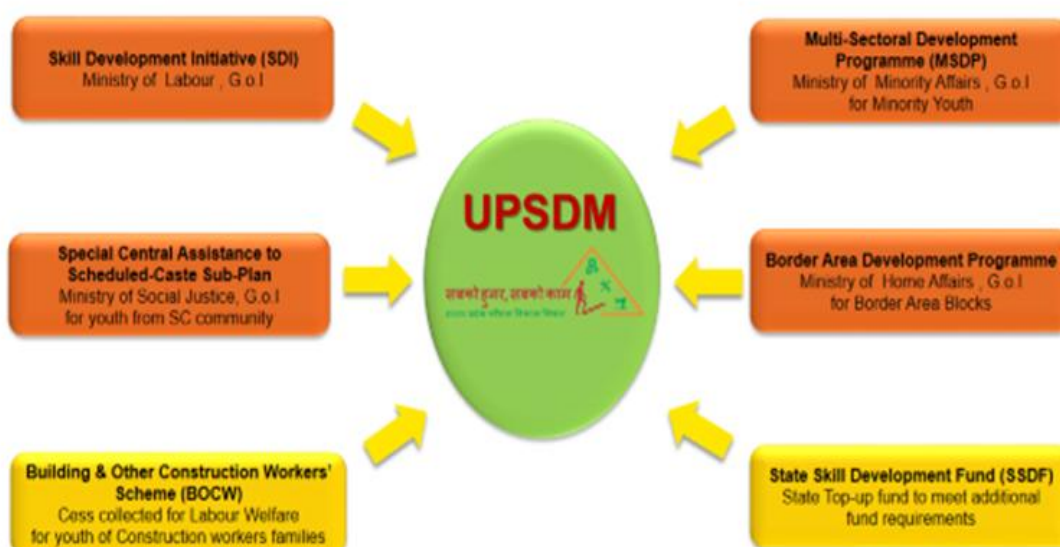 Skill Development Initiative (SDI)
Ministry of Labour , G.o.I
Special Central Assistance to
Scheduled-Caste Sub-Plan
Ministry of Social Justice, G.o.I
for youth from SC community
Building & Other Construction Workers'
Scheme (BOCW)
Cess collected for Labour Welfare
for youth of Construction workers families
UPSDM
सबको हुनर, सबको काम
Multi-Sectoral Development
Programme (MSDP)
Ministry of Minority Affairs , G.o.I
for Minority Youth
Border Area Development Programme
Ministry of Home Affairs , G.o.I
for Border Area Blocks
State Skill Development Fund (SSDF)
State Top-up fund to meet additional
fund requirements